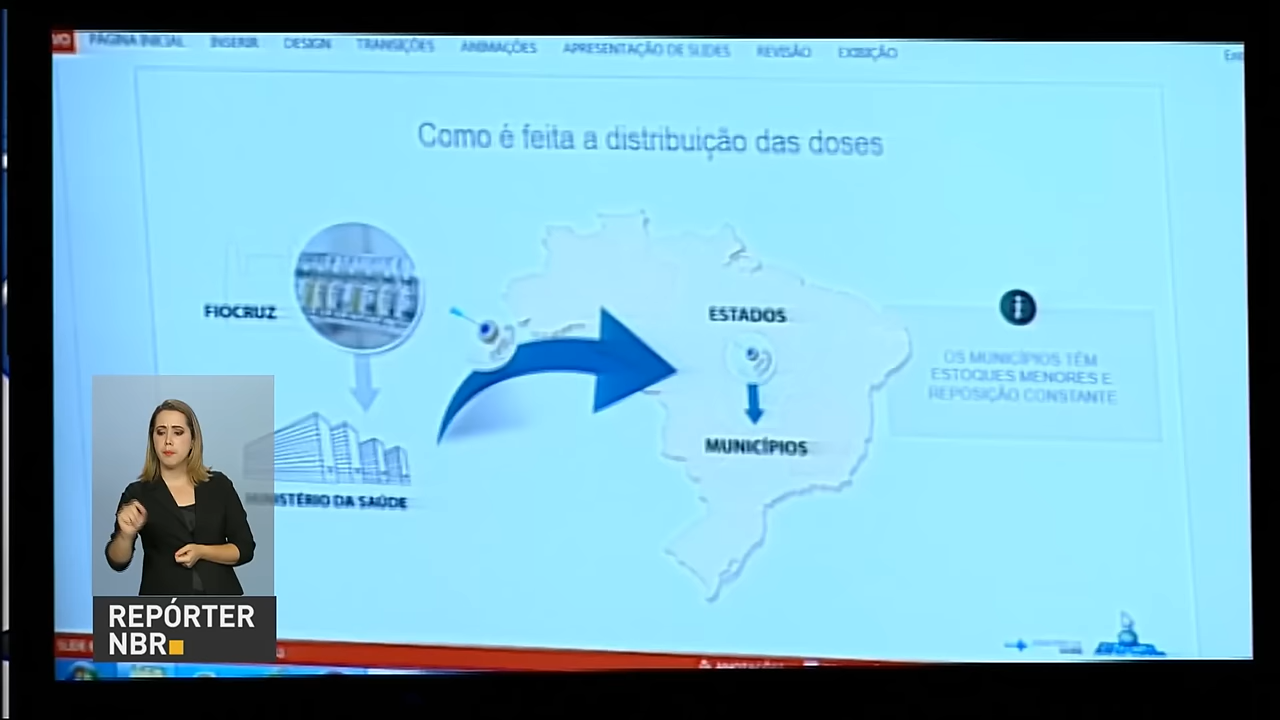 PÁGINA INICIAL INSERIR DESIGN TRANSIÇÕES ANIMAÇÕES APRESENTAÇÃO DE SLIDES REVISÃO EXIBIÇÃO
Como é feita a distribuição das doses
FIOCRUZ
ESTADOS
OS MUNICÍPIOS TÊM
ESTOQUES MENORES E
REPOSIÇÃO CONSTANTE
MUNICÍPIOS
MINISTÉRIO DA SAÚDE
REPÓRTER
NBR